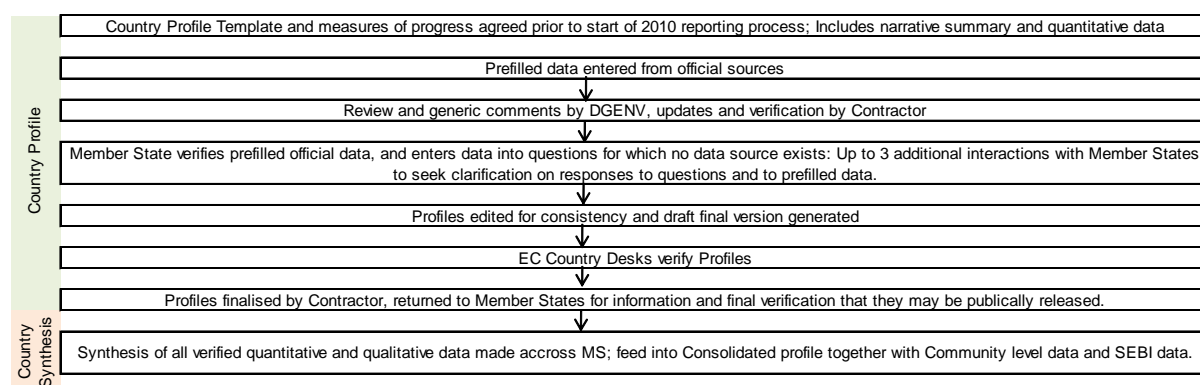 Country Profile Template and measures of progress agreed prior to start of 2010 reporting process; Includes narrative summary and quantitative data
Prefilled data entered from official sources
Review and generic comments by DGENV, updates and verification by Contractor
Member State verifies prefilled official data, and enters data into questions for which no data source exists: Up to 3 additional interactions with Member States
to seek clarification on responses to questions and to prefilled data.
Profiles edited for consistency and draft final version generated
EC Country Desks verify Profiles
Profiles finalised by Contractor, returned to Member States for information and final verification that they may be publically released.
Synthesis of all verified quantitative and qualitative data made accross MS; feed into Consolidated profile together with Community level data and SEBI data.
Country Profile
Country
Synthesis